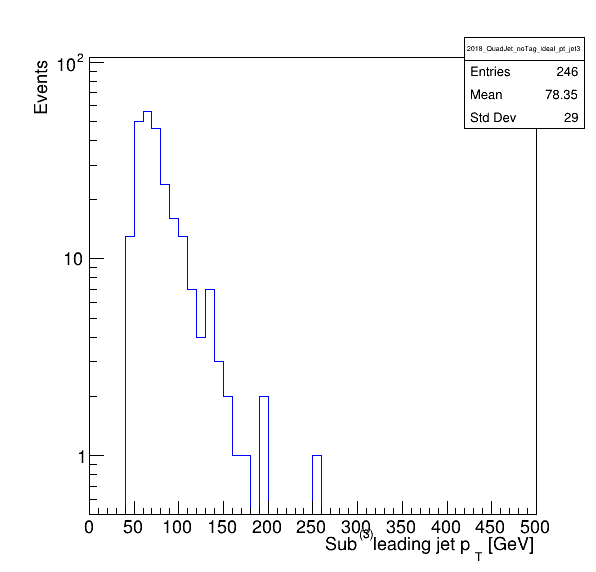 2018_QuadJet_noTag_ideal_pt_jet3
Entries 246
Mean 78.35
Std Dev 29
Events
10²
10
1
0 50 100 150 200 250 300 350 400 450 500
Sub⁽³⁾leading jet p_T [GeV]